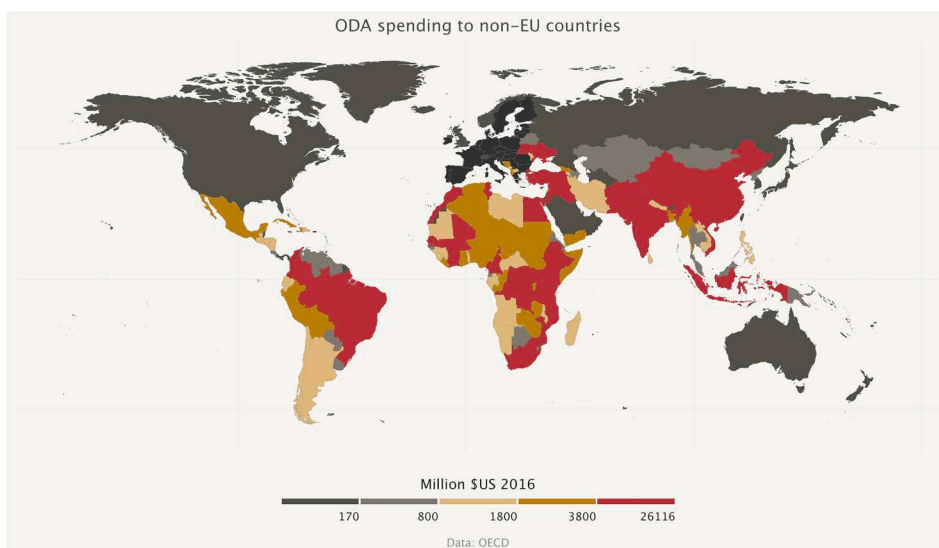 ODA spending to non-EU countries
Million $US 2016
170 800 1800 3800 26116
Data: OECD